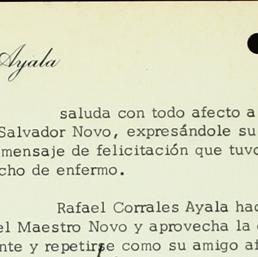 Ayala
saluda con todo afecto a
Salvador Novo, expresándole su
mensaje de felicitación que tuvo
cho de enfermo.
Rafael Corrales Ayala hac
el Maestro Novo y aprovecha la
nte y repetirse como su amigo af